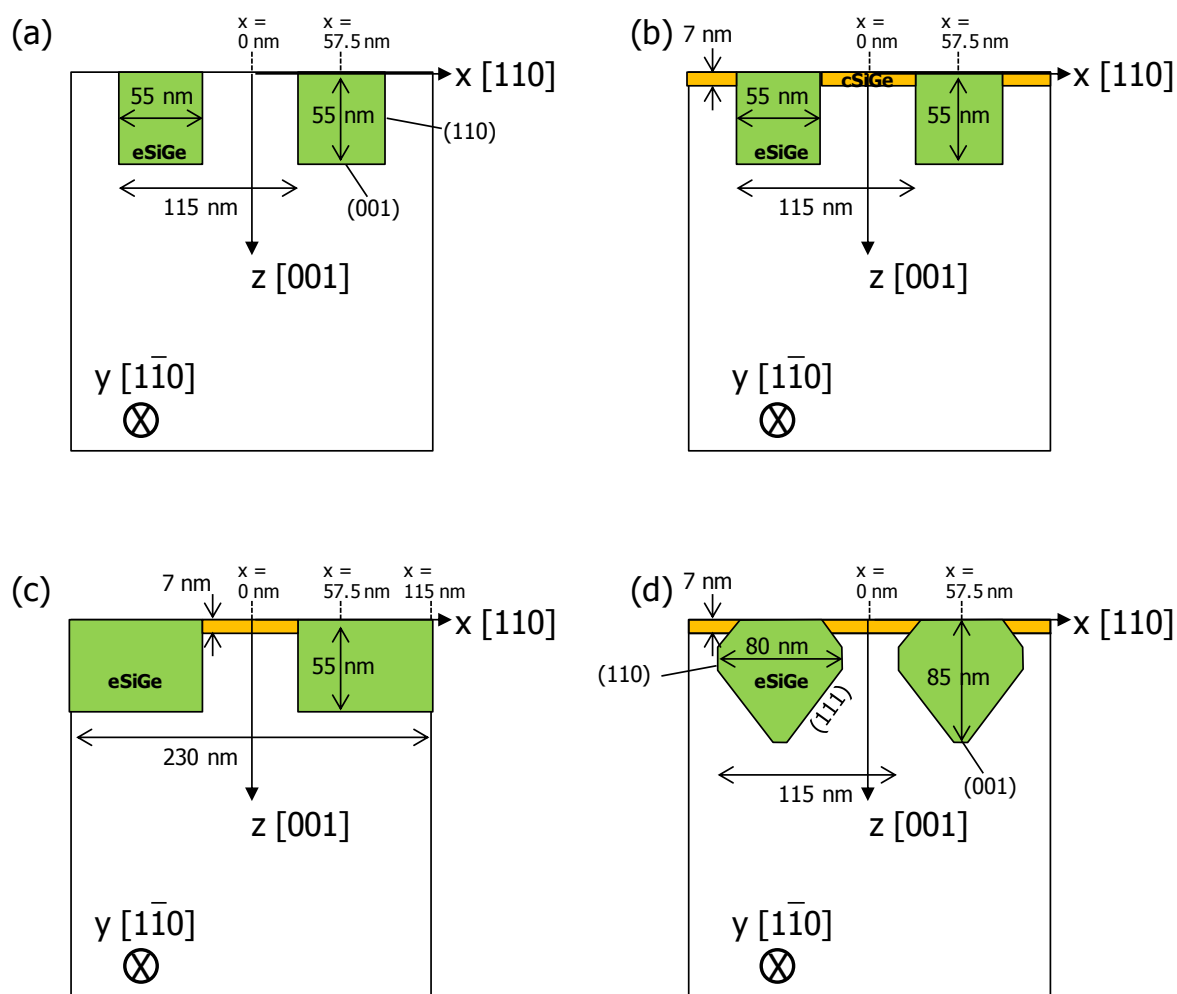 (a)
x =
0 nm
x =
57.5 nm
x [110]
55 nm
55 nm
(110)
eSiGe
115 nm
(001)
z [001]
y [11̅0]
(b)
7 nm
x =
0 nm
x =
57.5 nm
x [110]
cSiGe
55 nm
55 nm
eSiGe
115 nm
z [001]
y [11̅0]
(c)
7 nm
x =
0 nm
x =
57.5 nm
x =
115 nm
x [110]
55 nm
eSiGe
230 nm
z [001]
y [11̅0]
(d)
7 nm
x =
0 nm
x =
57.5 nm
x [110]
80 nm
(110)
eSiGe
85 nm
(111)
115 nm
(001)
z [001]
y [11̅0]